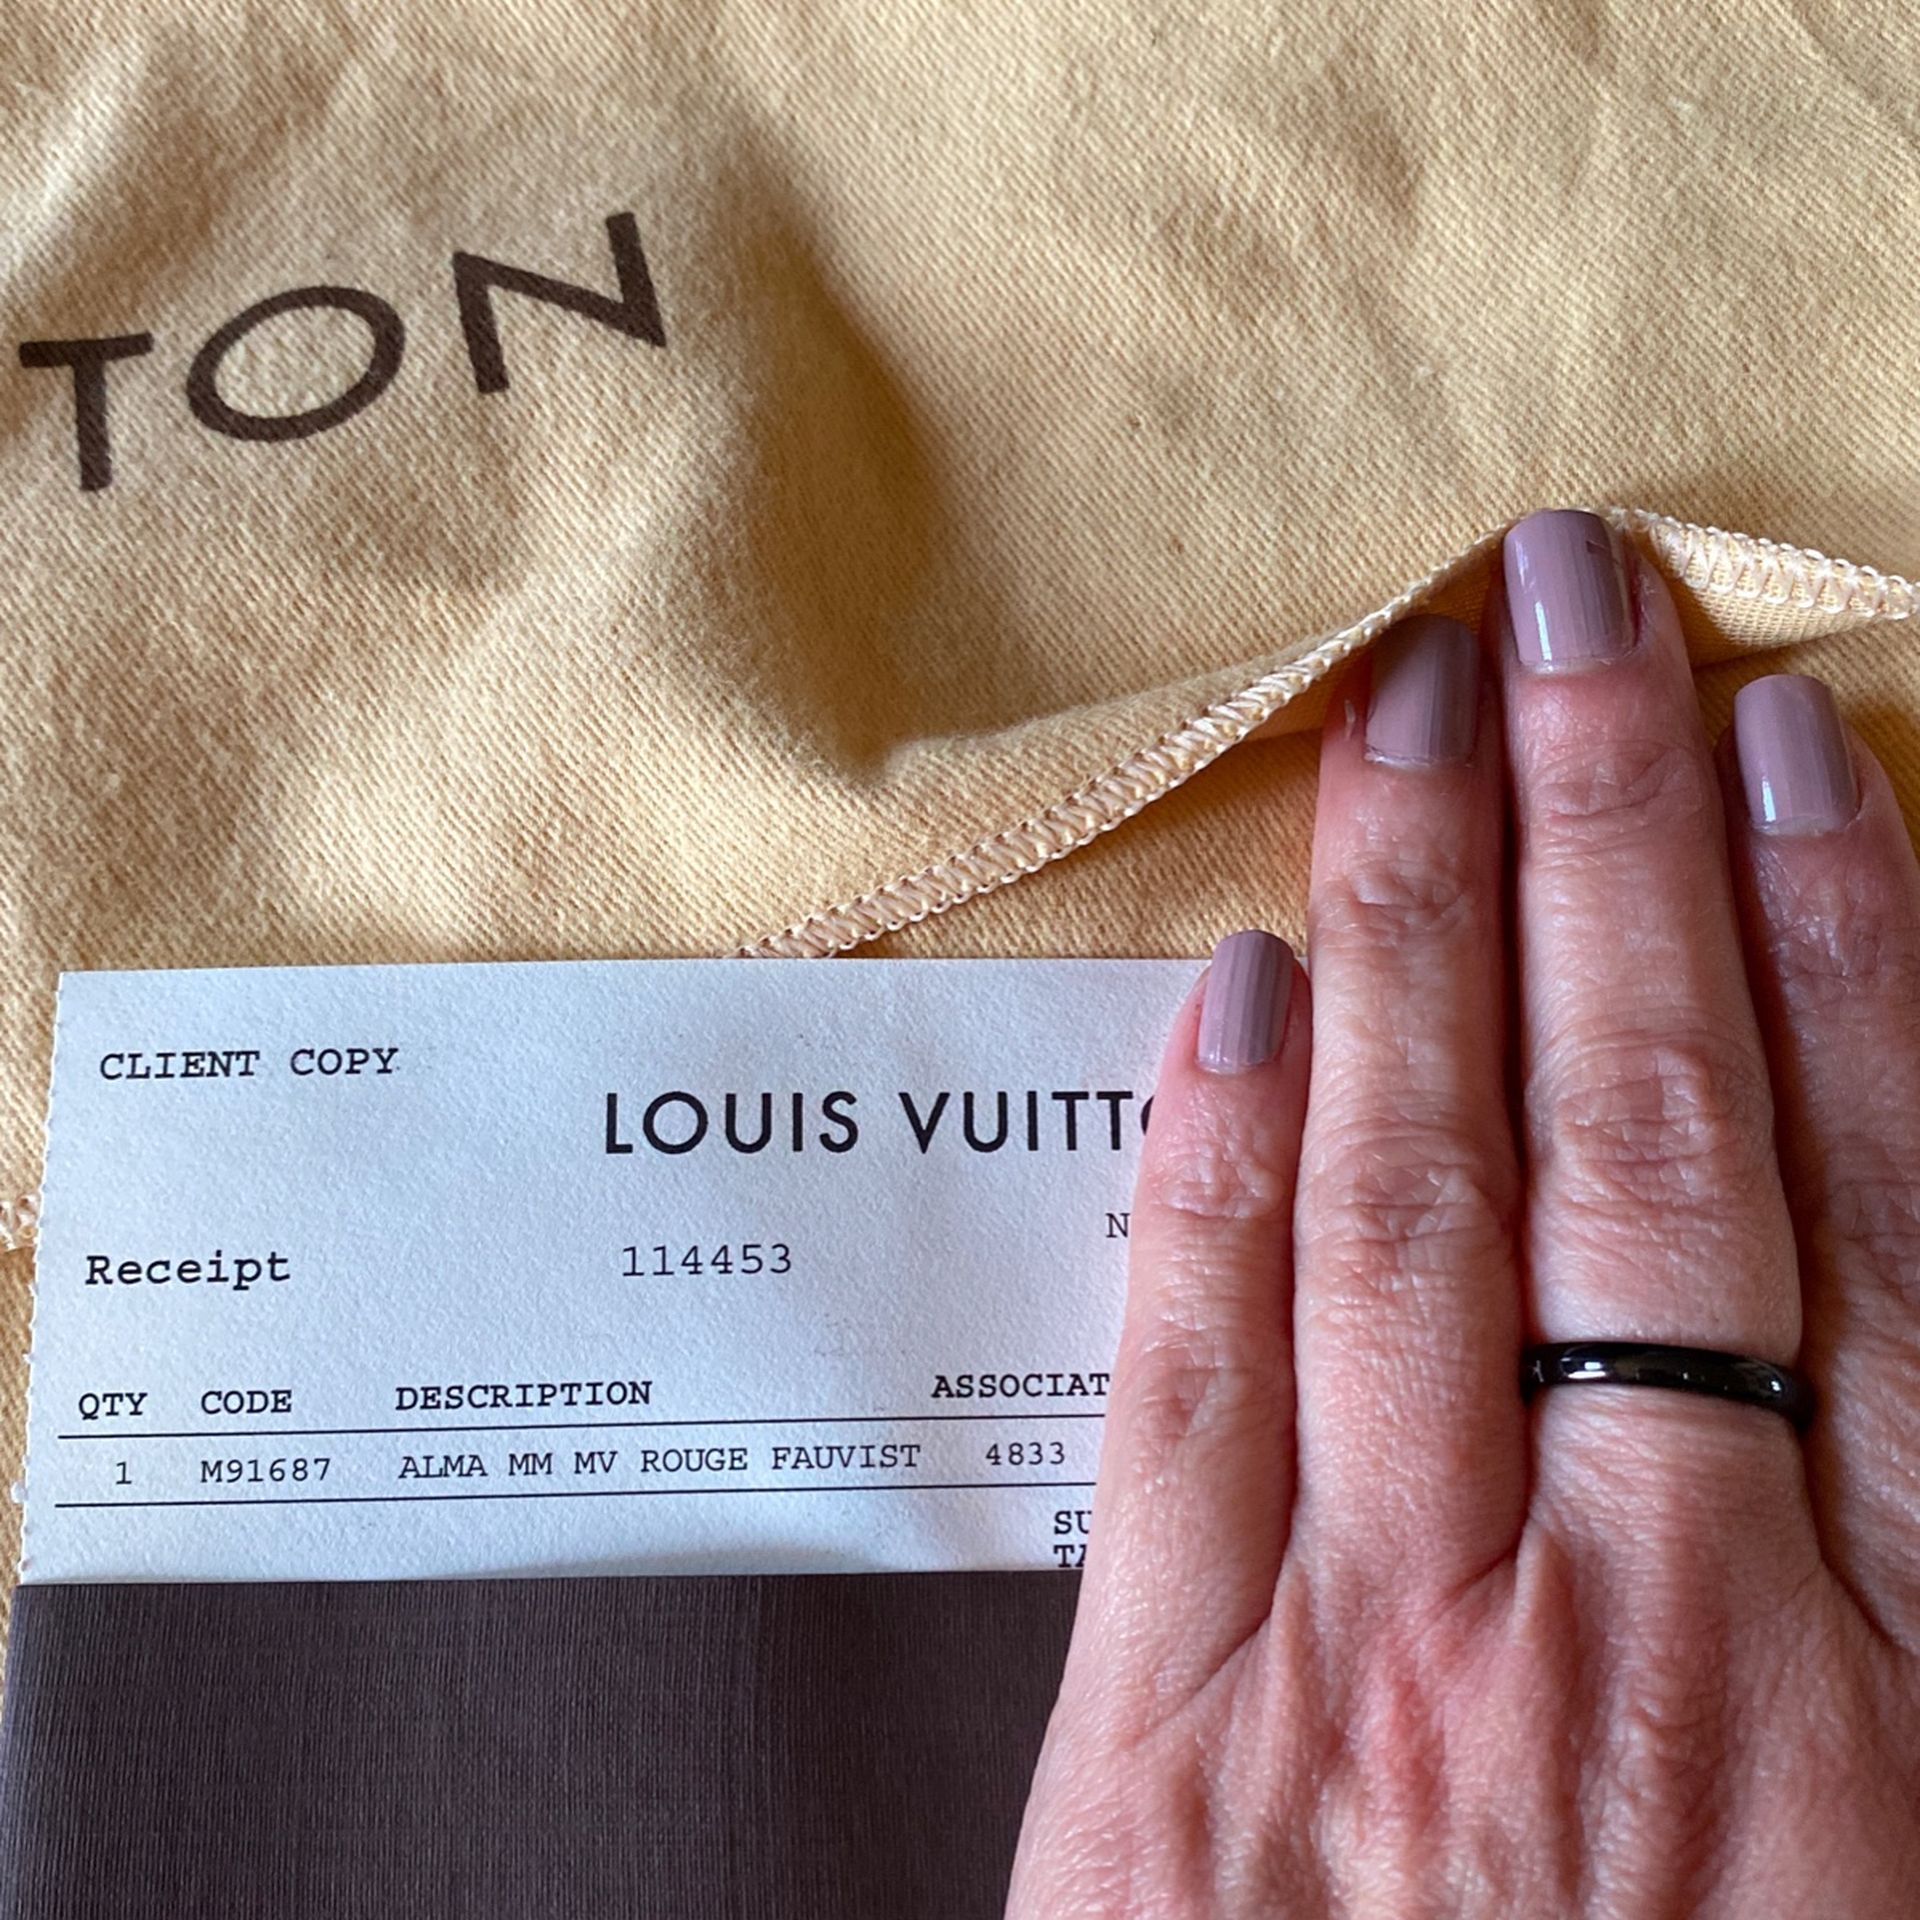 TON
CLIENT COPY
LOUIS VUITT
Receipt 114453 N
QTY CODE DESCRIPTION ASSOCIAT
1 M91687 ALMA MM MV ROUGE FAUVIST 4833
SU
TA